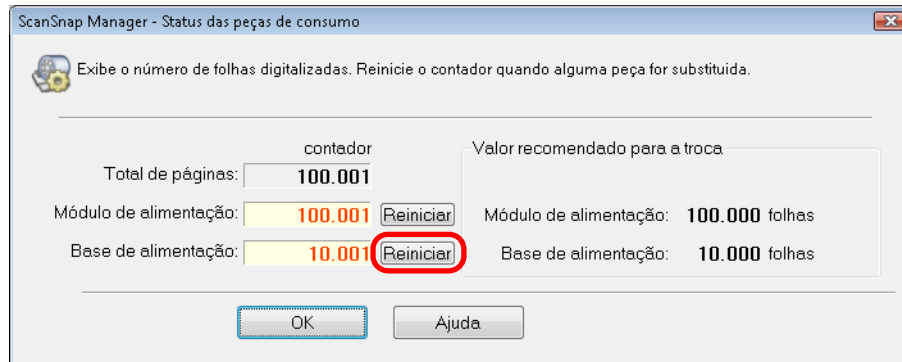 ScanSnap Manager - Status das peças de consumo
Exibe o número de folhas digitalizadas. Reinicie o contador quando alguma peça for substituida.
contador
Valor recomendado para a troca
Total de páginas: 100.001
Módulo de alimentação: 100.001 Reiniciar Módulo de alimentação: 100.000 folhas
Base de alimentação: 10.001 Reiniciar Base de alimentação: 10.000 folhas
OK Ajuda